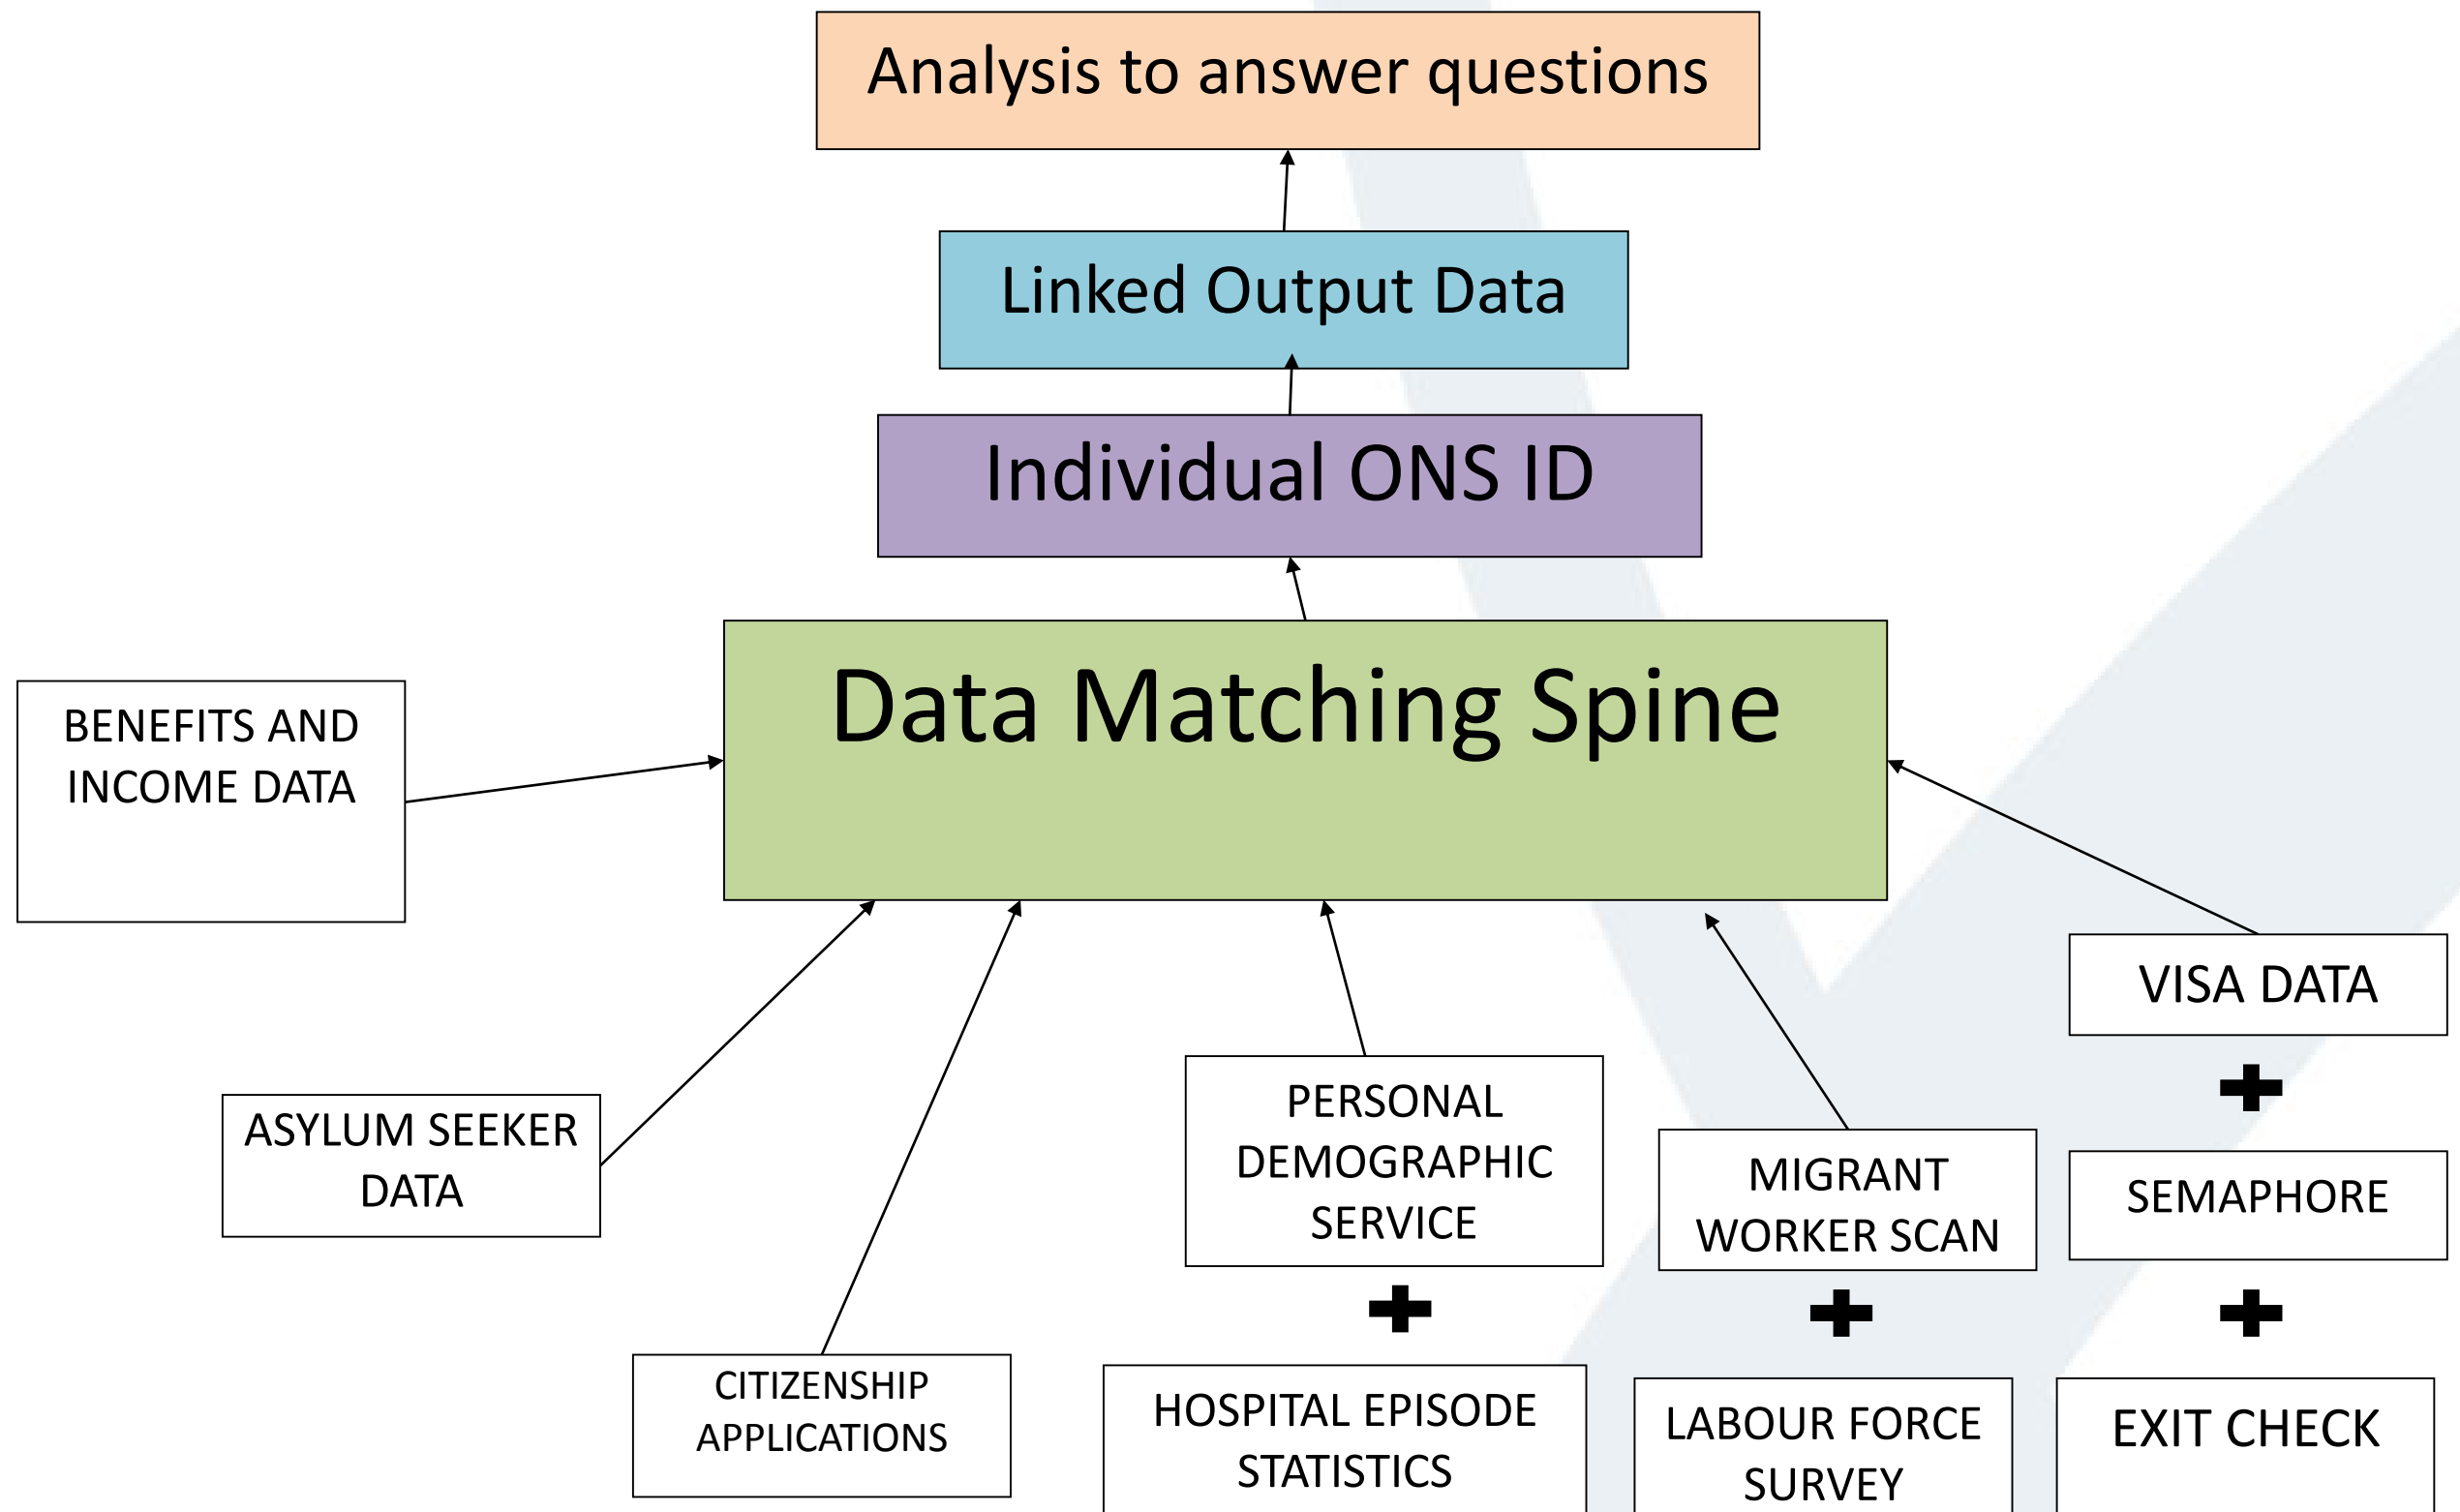 Analysis to answer questions
Linked Output Data
Individual ONS ID
Data Matching Spine
BENEFITS AND
INCOME DATA
VISA DATA
ASYLUM SEEKER
DATA
PERSONAL
DEMOGRAPHIC
SERVICE
MIGRANT
WORKER SCAN
SEMAPHORE
CITIZENSHIP
APPLICATIONS
HOSPITAL EPISODE
STATISTICS
LABOUR FORCE
SURVEY
EXIT CHECK